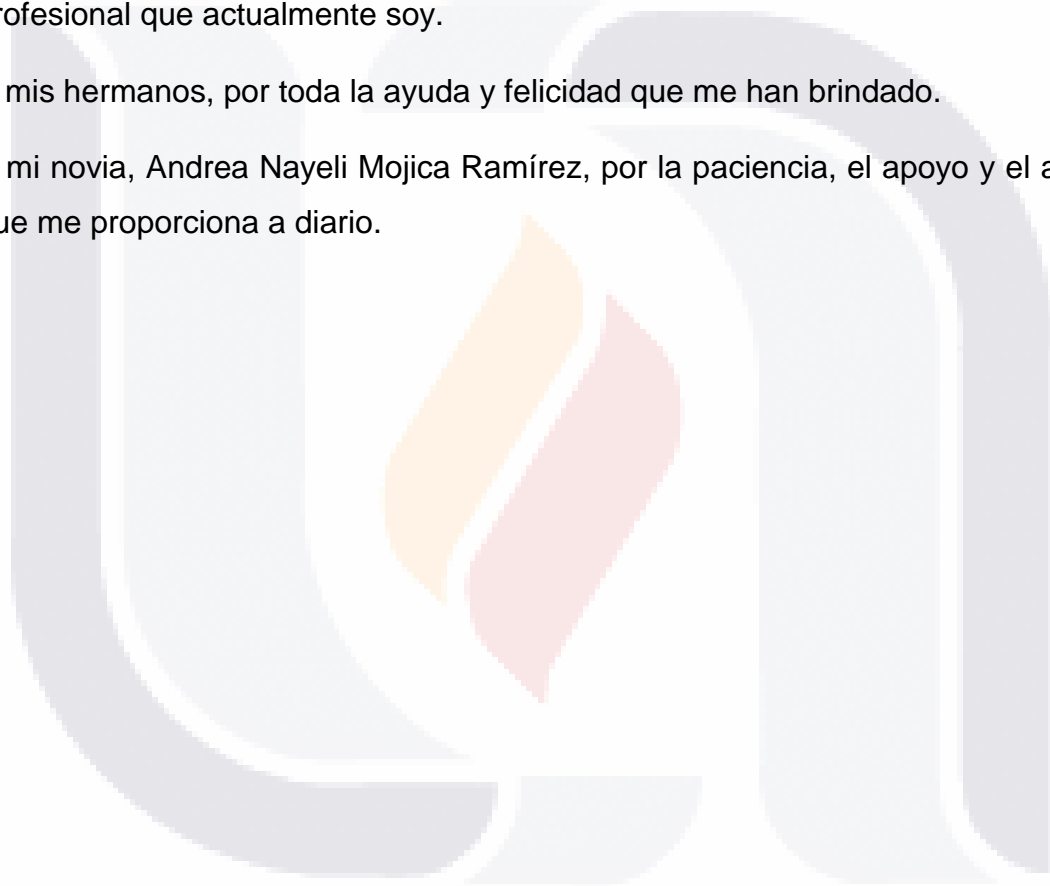 rofesional que actualmente soy.
mis hermanos, por toda la ayuda y felicidad que me han brindado.
mi novia, Andrea Nayeli Mojica Ramírez, por la paciencia, el apoyo y el a
ue me proporciona a diario.